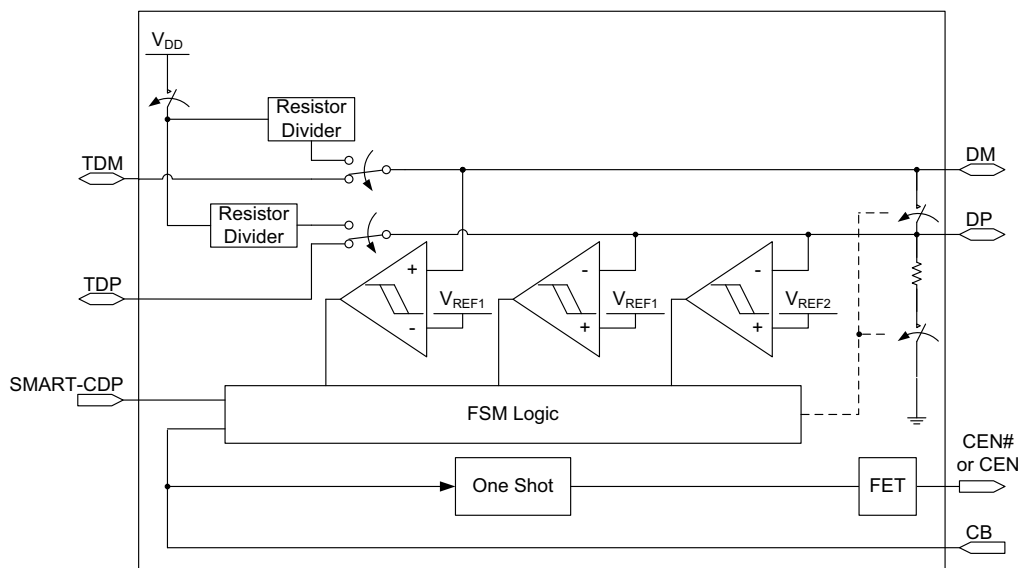 VDD
Resistor
Divider
TDM
DM
Resistor
Divider
DP
TDP
+
-
-
+
-
+
VREF1
VREF1
VREF2
SMART-CDP
FSM Logic
CEN#
or CEN
One Shot
FET
CB